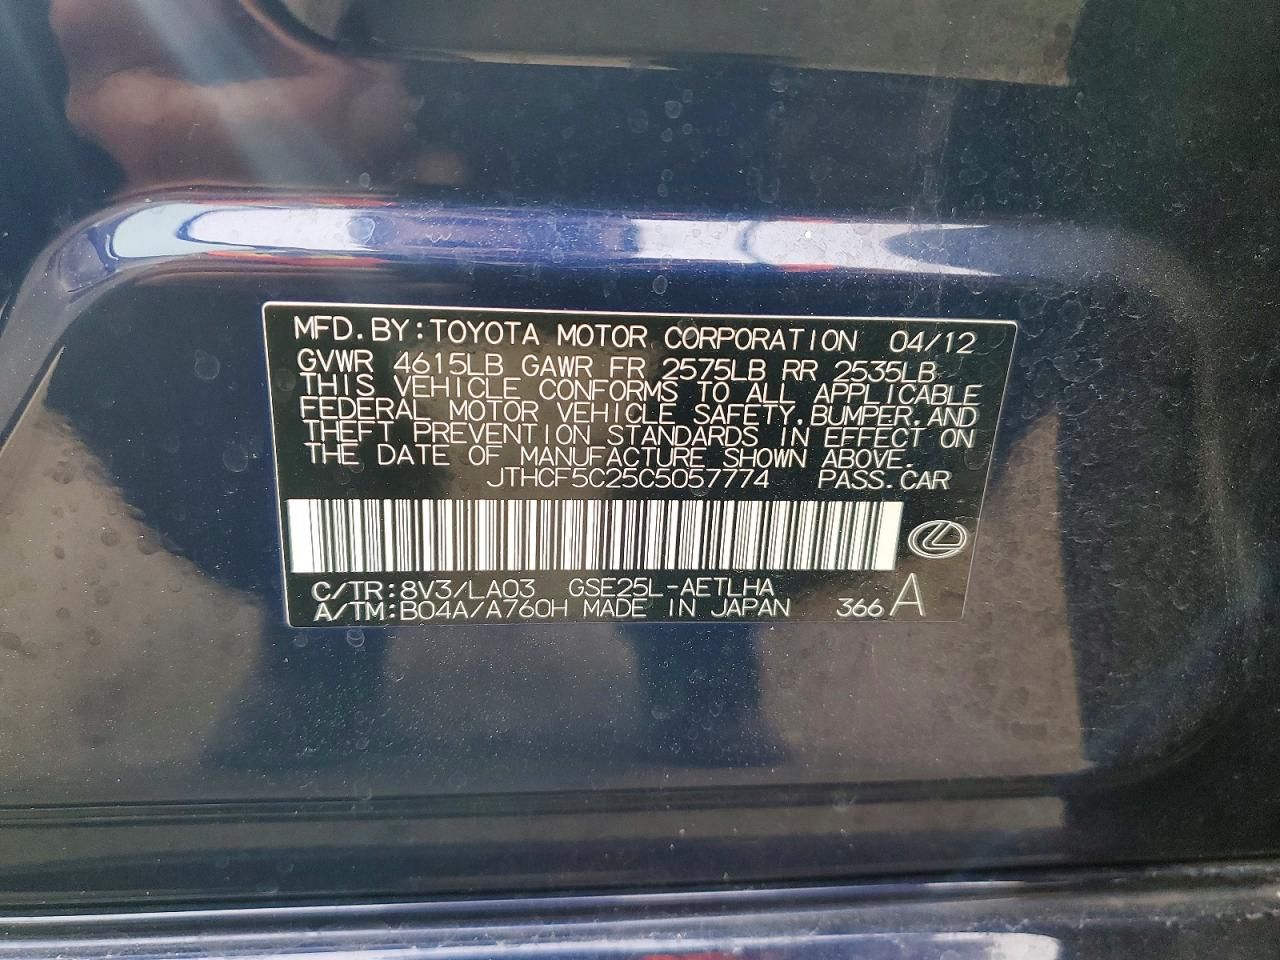 MFD.BY:TOYOTA MOTOR CORPORATION 04/12
GVWR 4615LB GAWR FR 2575LB RR 2535LB
THIS VEHICLE CONFORMS TO ALL APPLICABLE
FEDERAL MOTOR VEHICLE SAFETY,BUMPER,AND
THEFT PREVENTION STANDARDS IN EFFECT ON
THE DATE OF MANUFACTURE SHOWN ABOVE.
JTHCF5C25C5057774 PASS.CAR
C/TR:8V3/LA03 GSE25L-AETLHA
A/TM:B04A/A760H MADE IN JAPAN 366 A